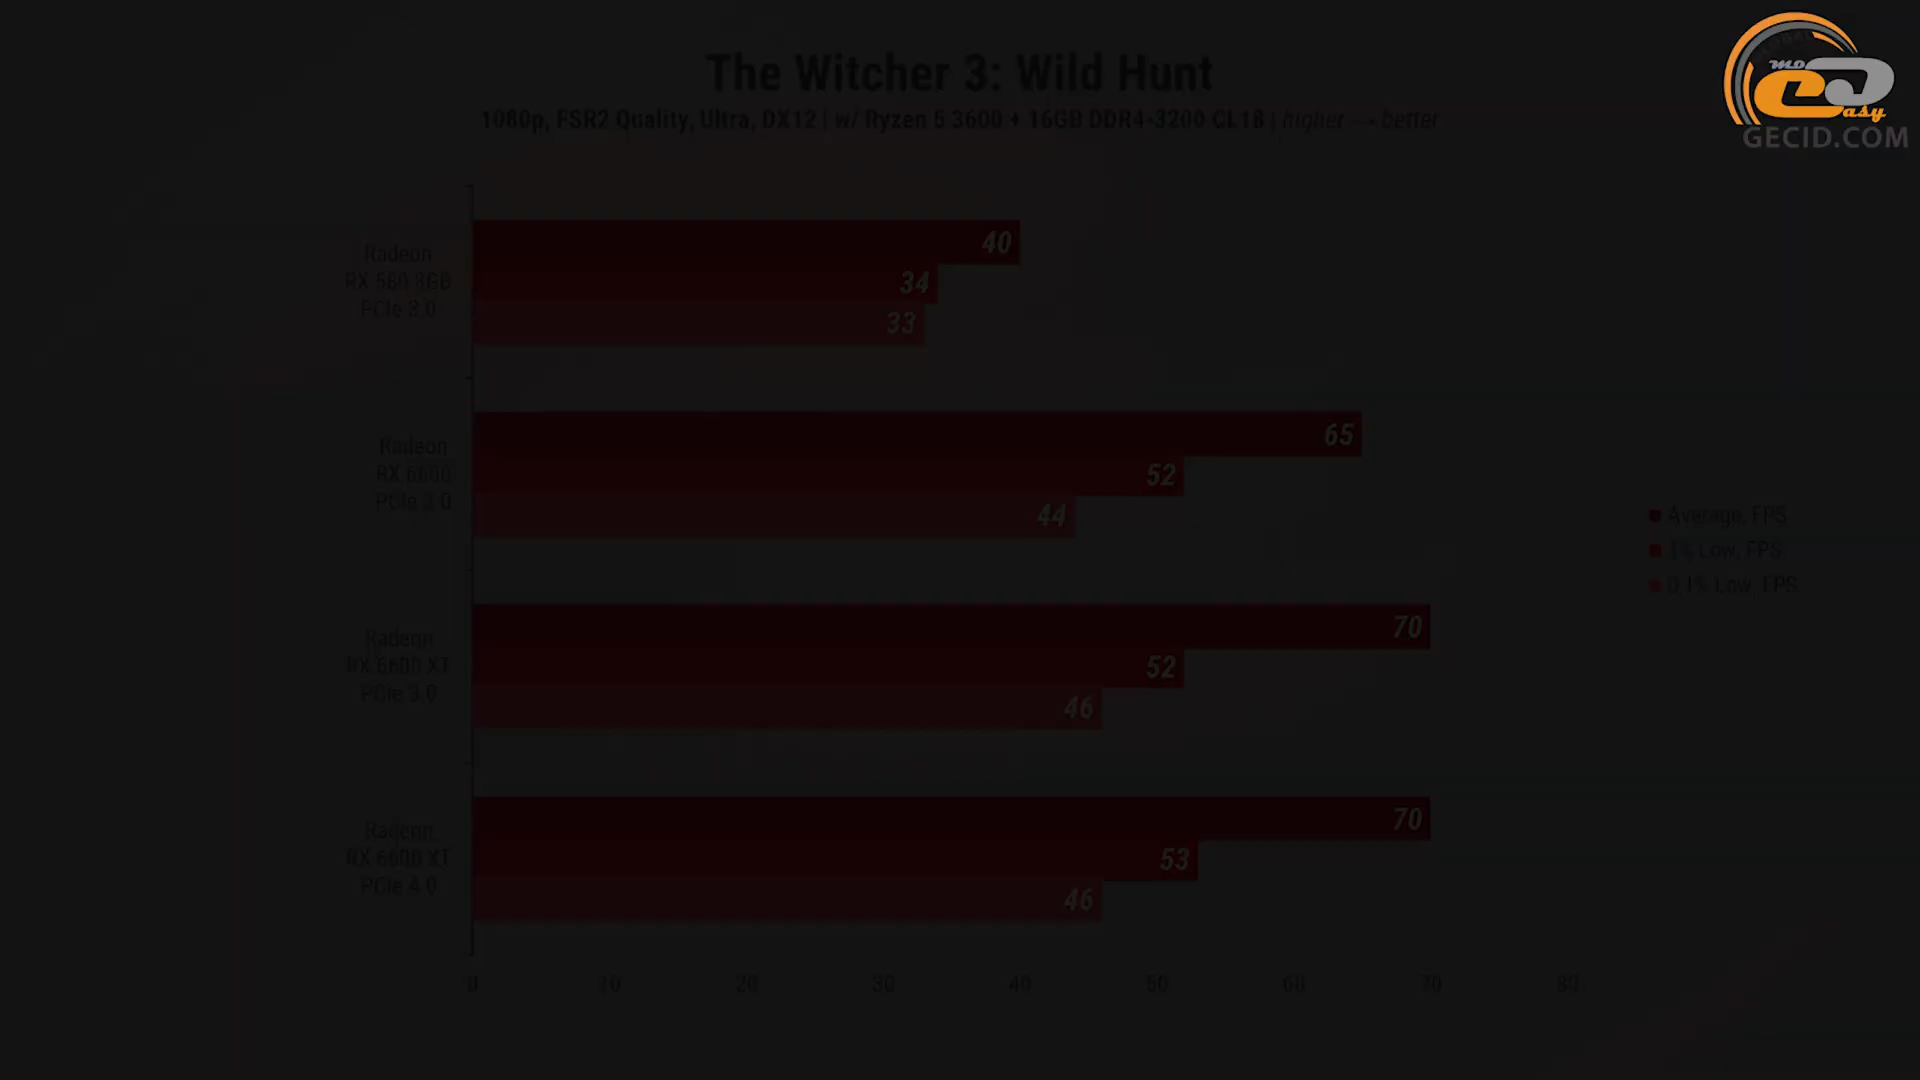 The Witcher 3: Wild Hunt
1080p, FSR2 Quality, Ultra, DX12 | w/ Ryzen 5 3600 + 16GB DDR4-3200 CL18 | higher — better
MD
easy
GECID.COM
Radeon
RX 580 8GB
PCIe 3.0
40
34
33
Radeon
RX 6600
PCIe 3.0
65
52
44
Average, FPS
1% Low, FPS
0.1% Low, FPS
Radeon
RX 6600 XT
PCIe 3.0
70
52
46
Radeon
RX 6600 XT
PCIe 4.0
70
53
46
0 10 20 30 40 50 60 70 80